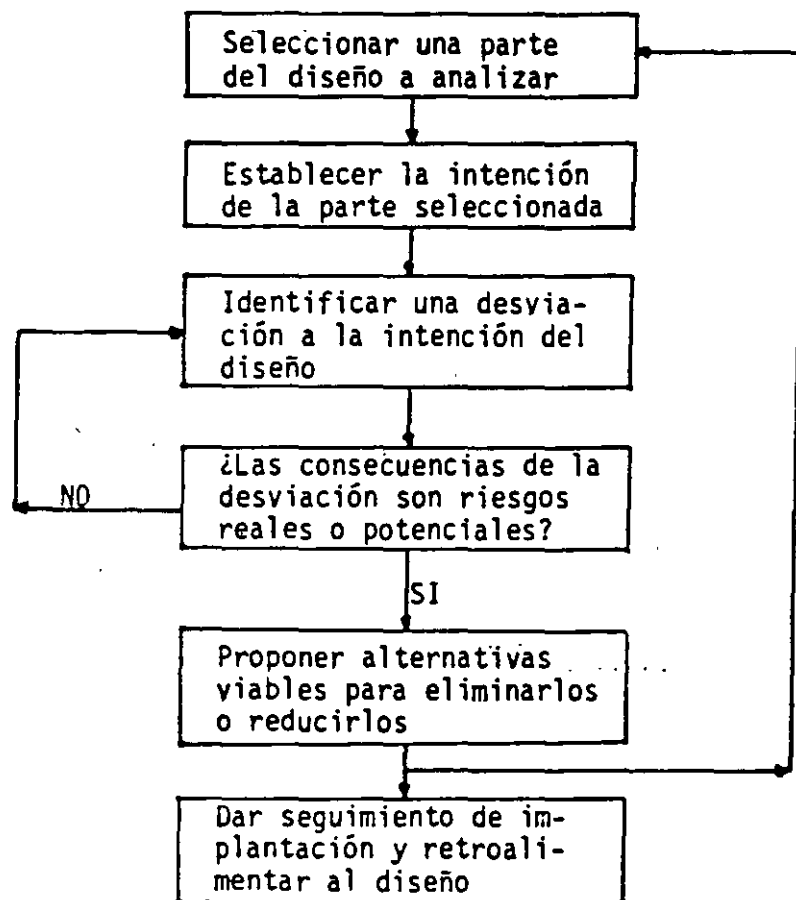 Seleccionar una parte
del diseño a analizar
Establecer la intención
de la parte seleccionada
Identificar una desvia-
ción a la intención del
diseño
¿Las consecuencias de la
desviación son riesgos
reales o potenciales?
NO
SI
Proponer alternativas
viables para eliminarlos
o reducirlos
Dar seguimiento de im-
plantación y retroali-
mentar al diseño